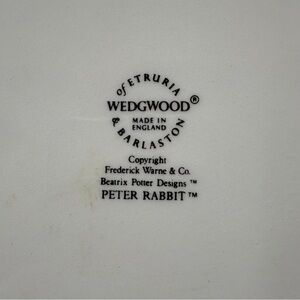 of ETRURIA
WEDGWOOD®
MADE IN
ENGLAND
& BARLASTON
Copyright
Frederick Warne & Co.
Beatrix Potter Designs ™
PETER RABBIT ™